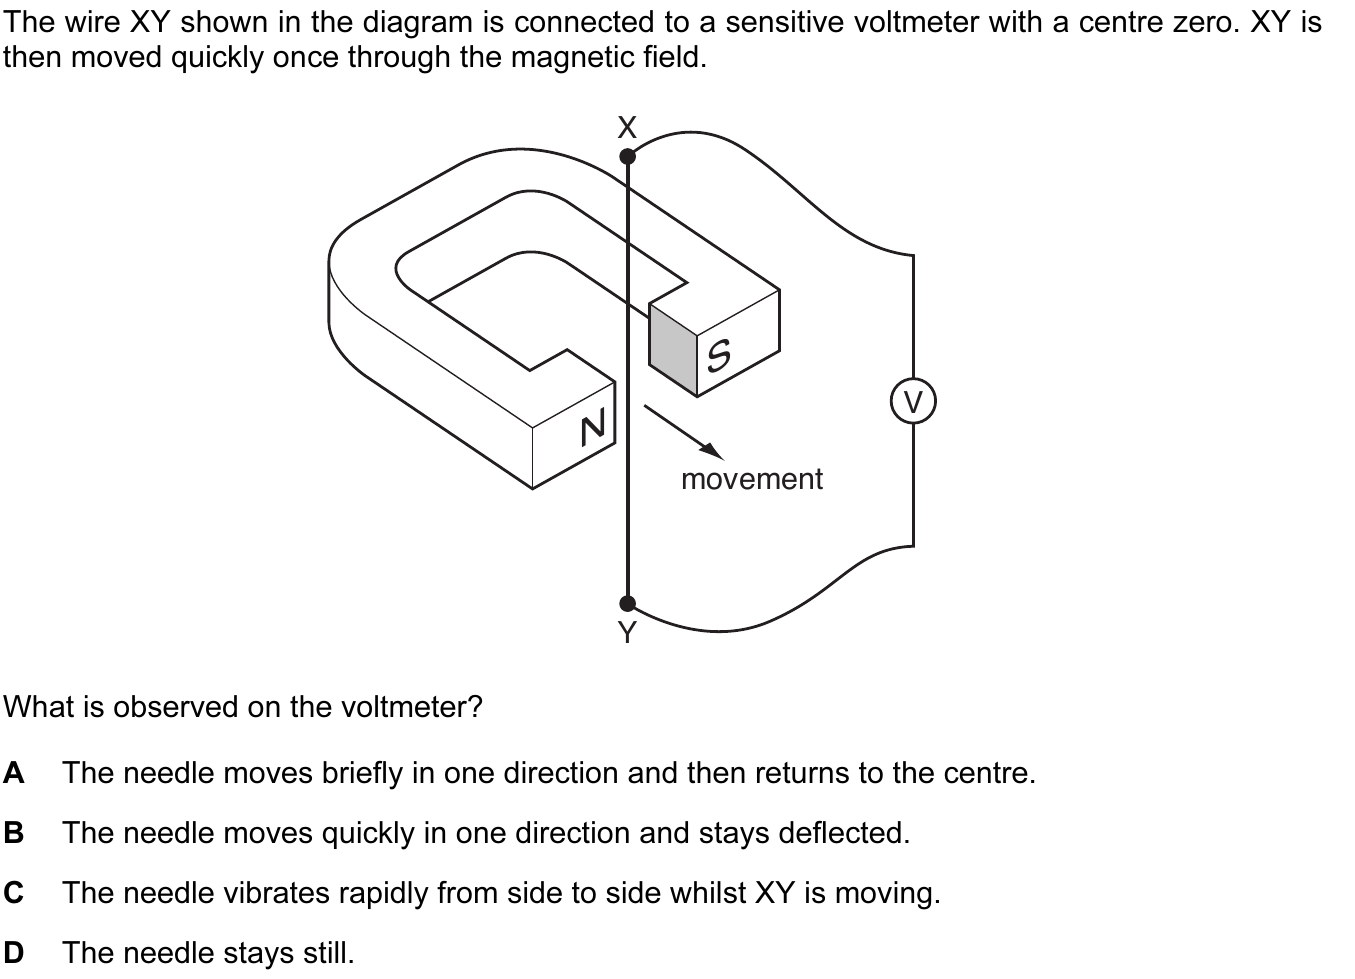 The wire XY shown in the diagram is connected to a sensitive voltmeter with a centre zero. XY is
then moved quickly once through the magnetic field.
X
S
V
N
movement
Y
What is observed on the voltmeter?
A The needle moves briefly in one direction and then returns to the centre.
B The needle moves quickly in one direction and stays deflected.
C The needle vibrates rapidly from side to side whilst XY is moving.
D The needle stays still.